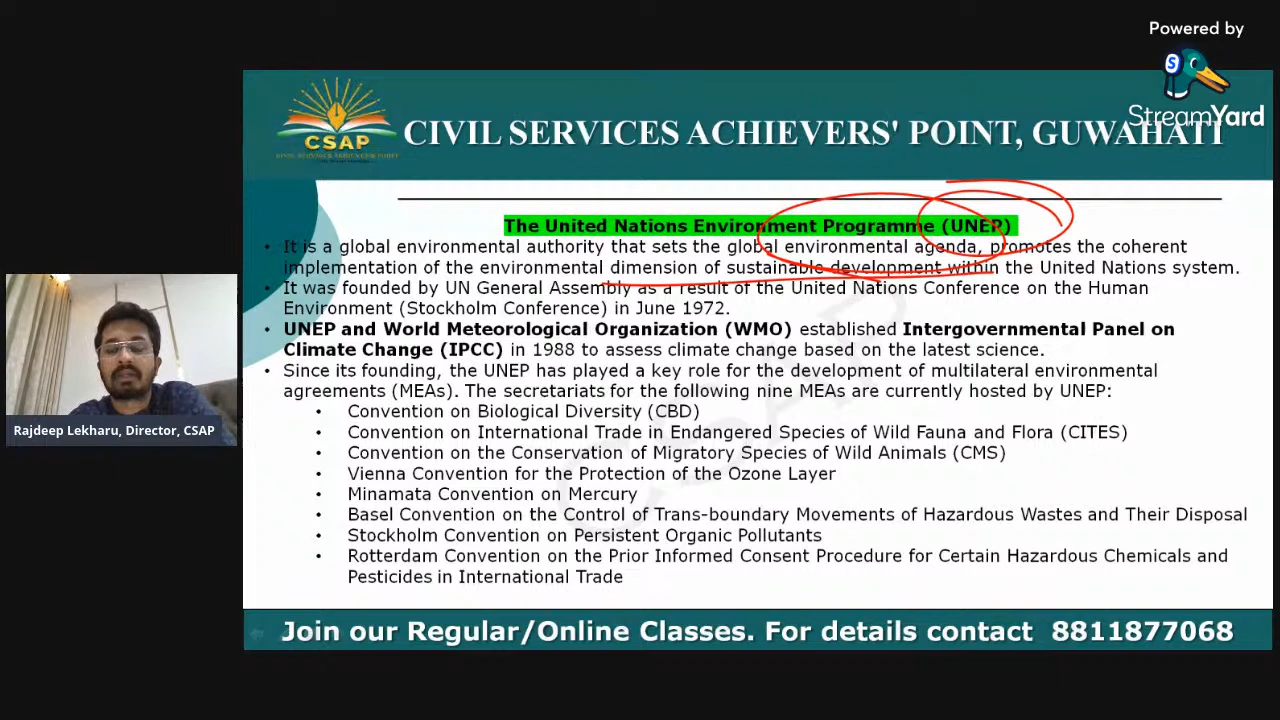 Powered by
StreamYard
CSAP
CIVIL SERVICES ACHIEVERS' POINT
CIVIL SERVICES ACHIEVERS' POINT, GUWAHATI
The United Nations Environment Programme (UNEP)
• It is a global environmental authority that sets the global environmental agenda, promotes the coherent
implementation of the environmental dimension of sustainable development within the United Nations system.
• It was founded by UN General Assembly as a result of the United Nations Conference on the Human
Environment (Stockholm Conference) in June 1972.
• UNEP and World Meteorological Organization (WMO) established Intergovernmental Panel on
Climate Change (IPCC) in 1988 to assess climate change based on the latest science.
• Since its founding, the UNEP has played a key role for the development of multilateral environmental
agreements (MEAs). The secretariats for the following nine MEAs are currently hosted by UNEP:
• Convention on Biological Diversity (CBD)
• Convention on International Trade in Endangered Species of Wild Fauna and Flora (CITES)
• Convention on the Conservation of Migratory Species of Wild Animals (CMS)
• Vienna Convention for the Protection of the Ozone Layer
• Minamata Convention on Mercury
• Basel Convention on the Control of Trans-boundary Movements of Hazardous Wastes and Their Disposal
• Stockholm Convention on Persistent Organic Pollutants
• Rotterdam Convention on the Prior Informed Consent Procedure for Certain Hazardous Chemicals and
Pesticides in International Trade
CSAP
Rajdeep Lekharu, Director, CSAP
Join our Regular/Online Classes. For details contact 8811877068